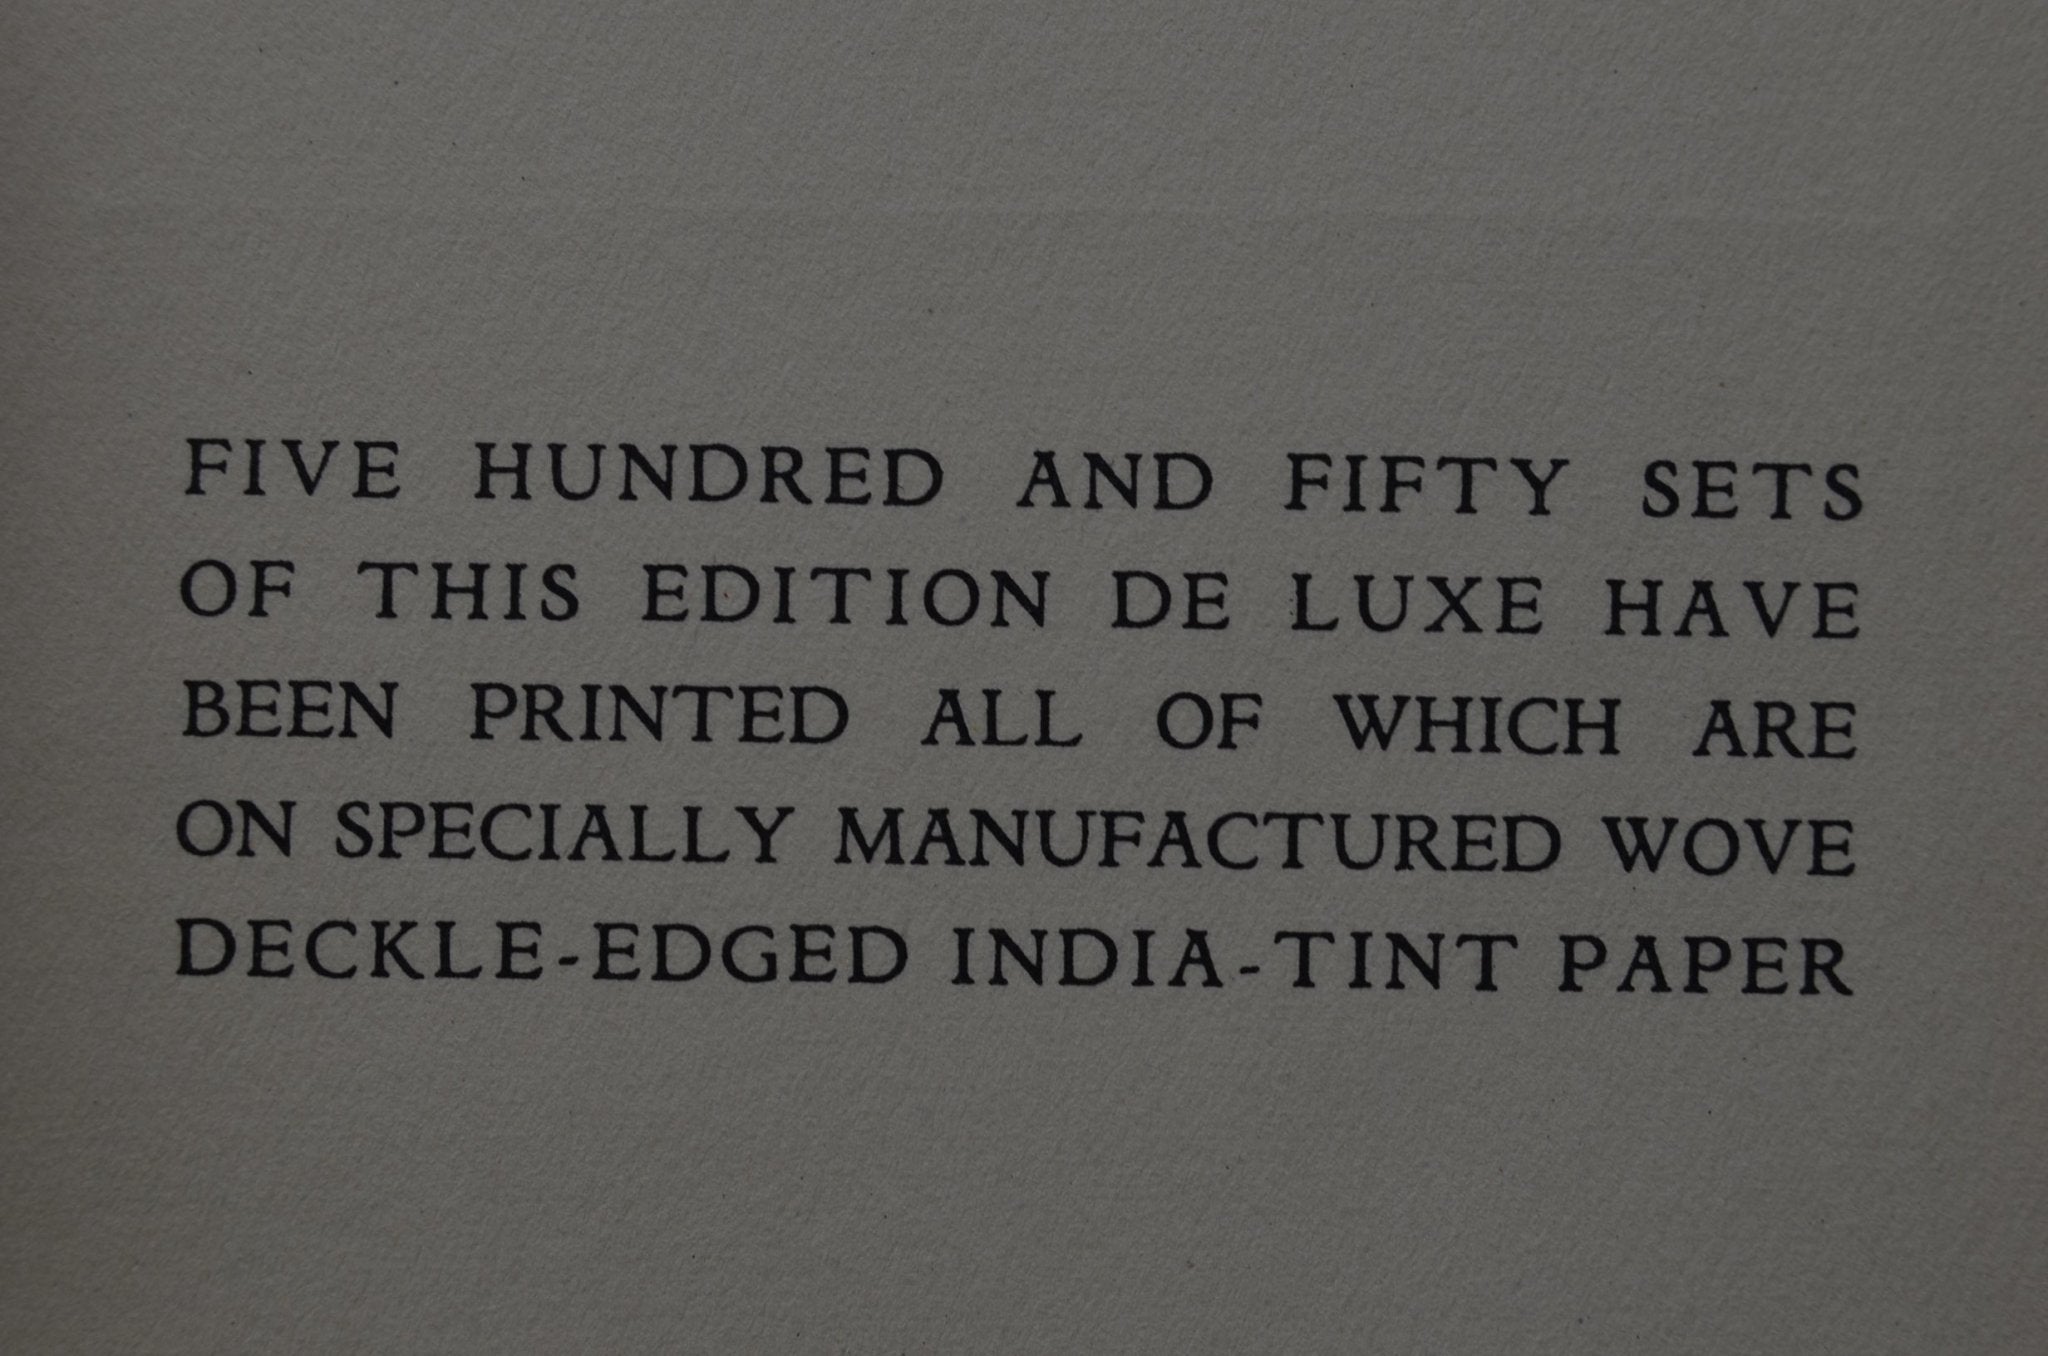 FIVE HUNDRED AND FIFTY SETS
OF THIS EDITION DE LUXE HAVE
BEEN PRINTED ALL OF WHICH ARE
ON SPECIALLY MANUFACTURED WOVE
DECKLE-EDGED INDIA-TINT PAPER